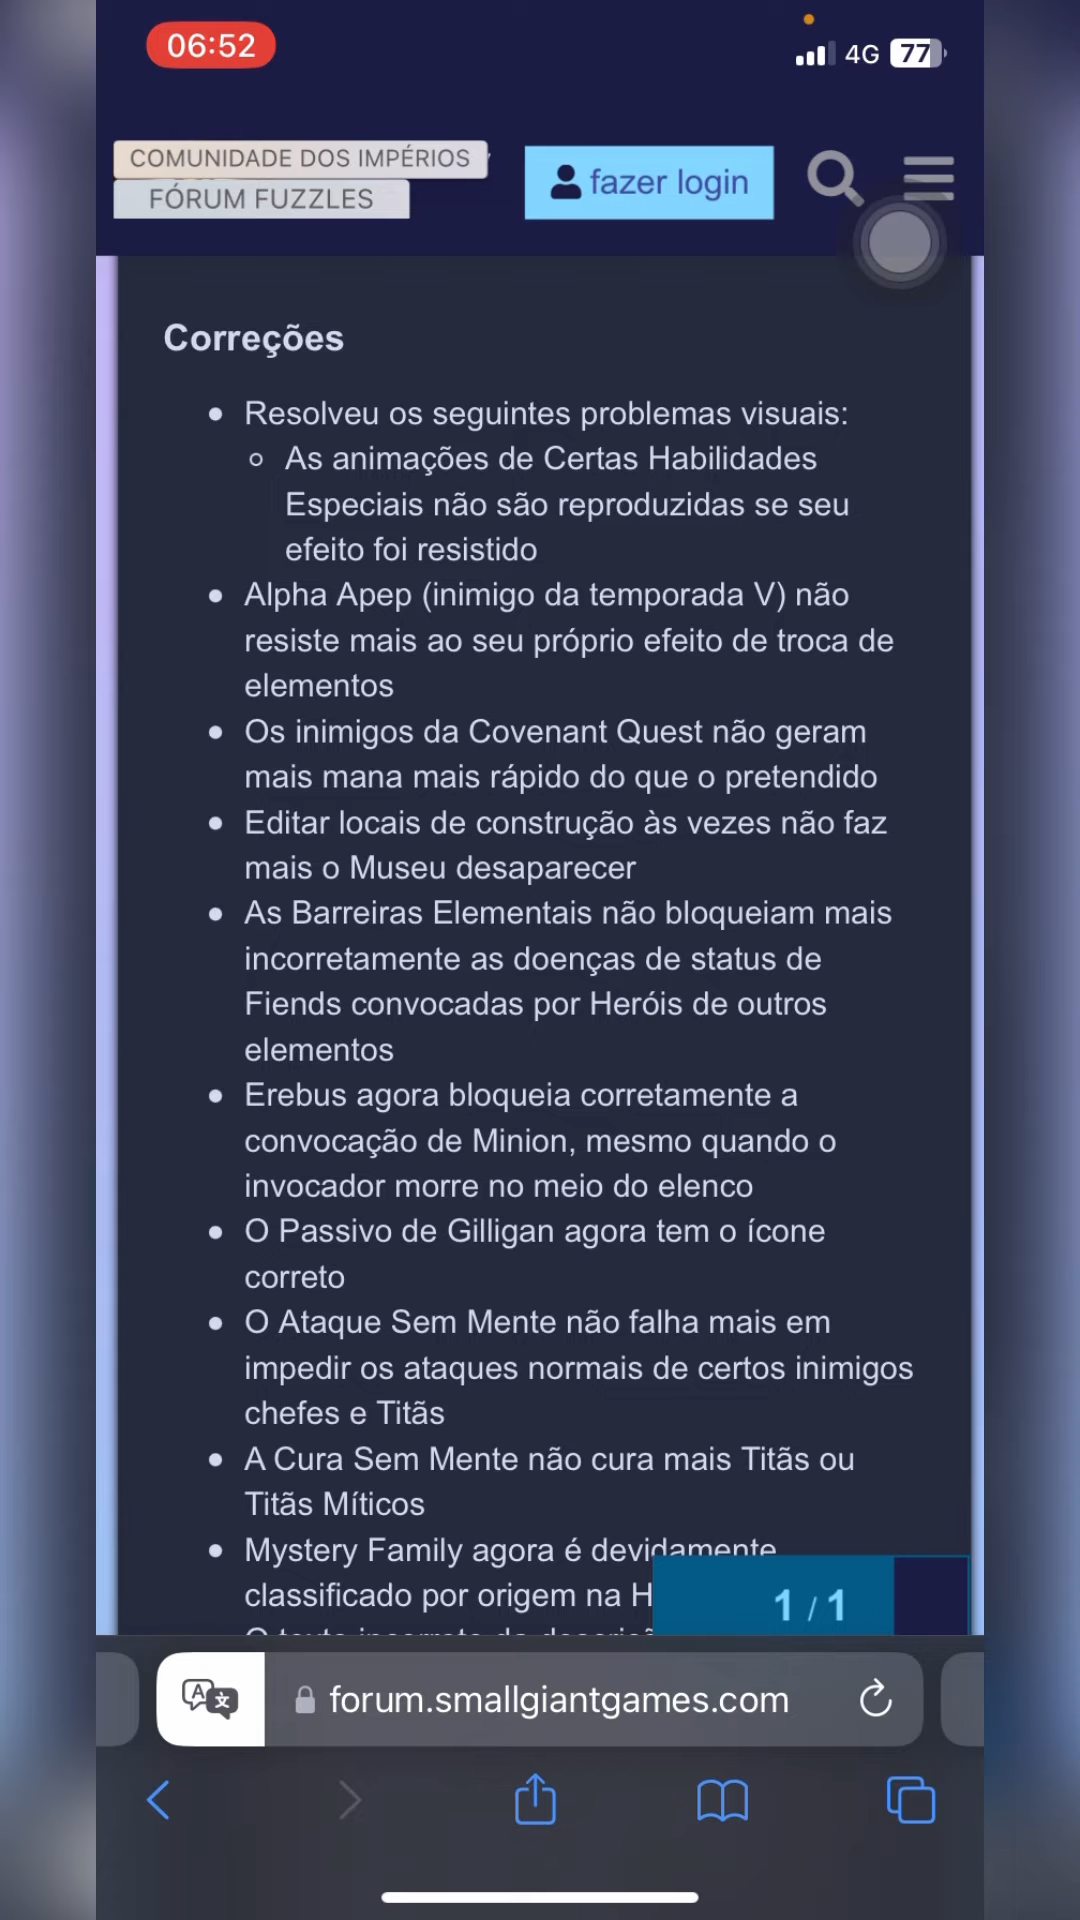 06:52
4G 77
COMUNIDADE DOS IMPÉRIOS
FÓRUM FUZZLES
fazer login
Correções
Resolveu os seguintes problemas visuais:
As animações de Certas Habilidades
Especiais não são reproduzidas se seu
efeito foi resistido
Alpha Apep (inimigo da temporada V) não
resiste mais ao seu próprio efeito de troca de
elementos
Os inimigos da Covenant Quest não geram
mais mana mais rápido do que o pretendido
Editar locais de construção às vezes não faz
mais o Museu desaparecer
As Barreiras Elementais não bloqueiam mais
incorretamente as doenças de status de
Fiends convocadas por Heróis de outros
elementos
Erebus agora bloqueia corretamente a
convocação de Minion, mesmo quando o
invocador morre no meio do elenco
O Passivo de Gilligan agora tem o ícone
correto
O Ataque Sem Mente não falha mais em
impedir os ataques normais de certos inimigos
chefes e Titãs
A Cura Sem Mente não cura mais Titãs ou
Titãs Míticos
Mystery Family agora é devidamente
classificado por origem na H
1 / 1
forum.smallgiantgames.com